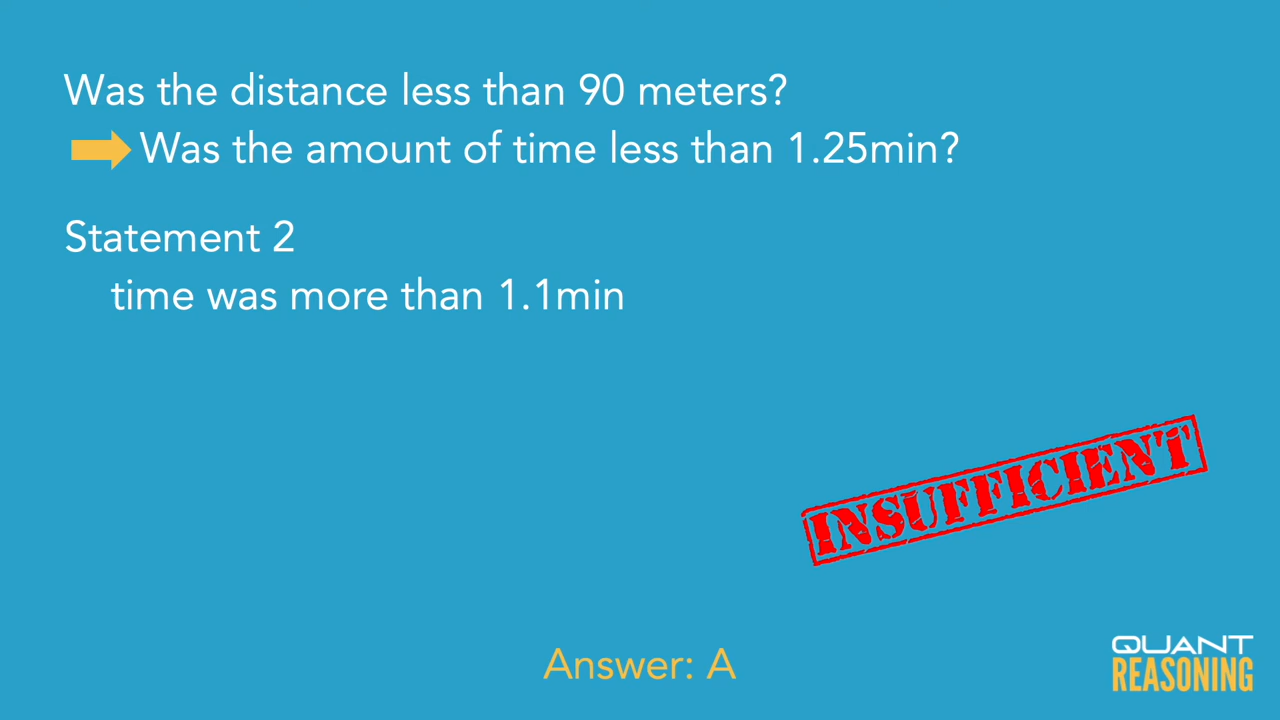 Was the distance less than 90 meters?
Was the amount of time less than 1.25min?
Statement 2
time was more than 1.1min
INSUFFICIENT
Answer: A
QUANT
REASONING